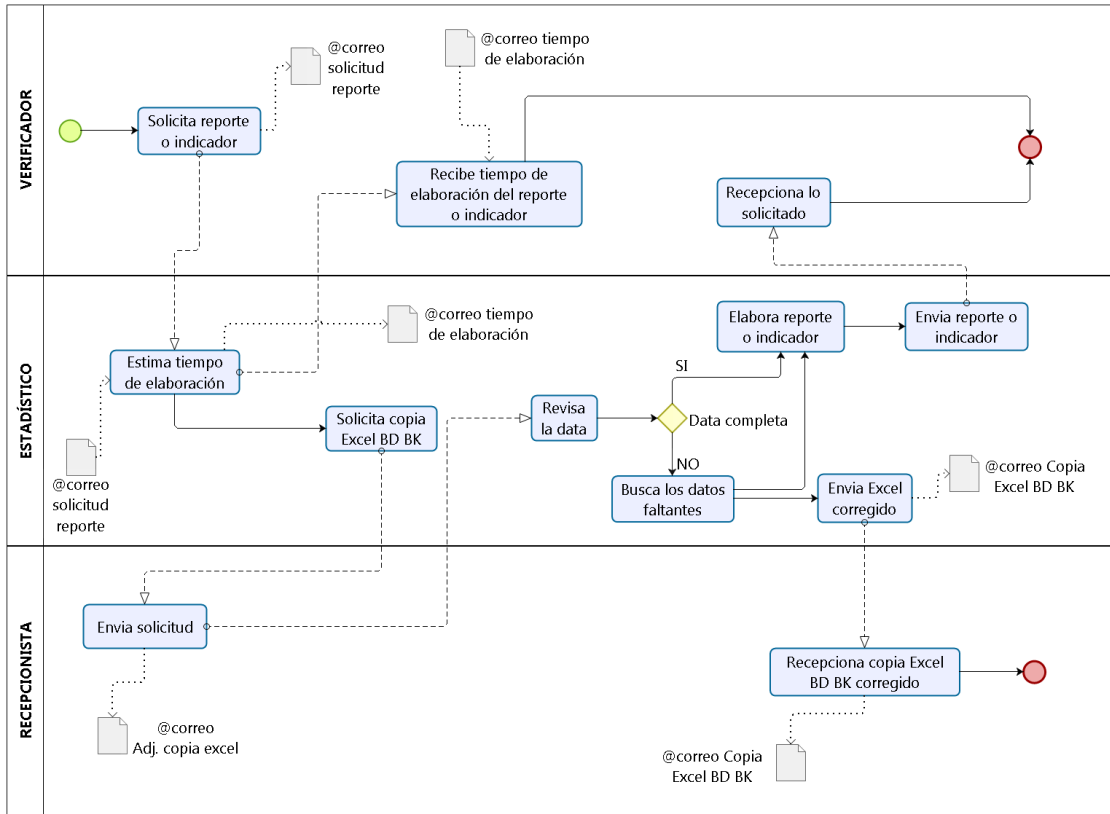 VERIFICADOR
@correo
solicitud
reporte
@correo tiempo
de elaboración
Solicita reporte
o indicador
Recibe tiempo de
elaboración del reporte
o indicador
Recepciona lo
solicitado
ESTADÍSTICO
@correo tiempo
de elaboración
Elabora reporte
o indicador
Envia reporte o
indicador
Estima tiempo
de elaboración
SI
Solicita copia
Excel BD BK
Revisa
la data
Data completa
NO
@correo
solicitud
reporte
Busca los datos
faltantes
Envia Excel
corregido
@correo Copia
Excel BD BK
RECEPCIONISTA
Envia solicitud
Recepciona copia Excel
BD BK corregido
@correo
Adj. copia excel
@correo Copia
Excel BD BK